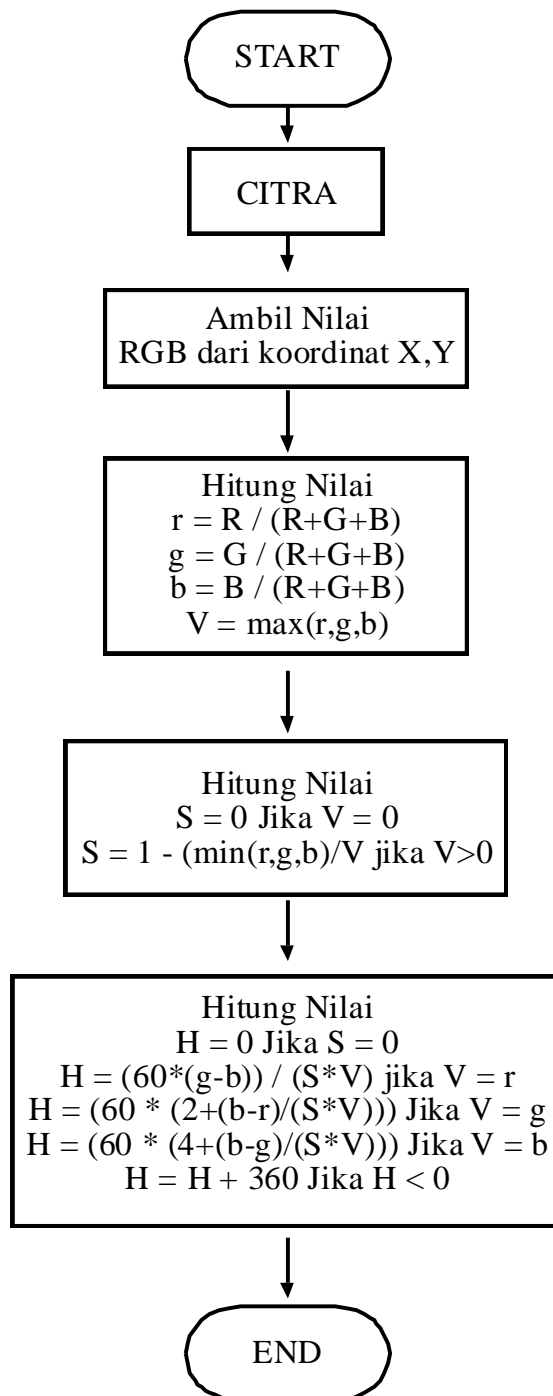 START
CITRA
Ambil Nilai
RGB dari koordinat X,Y
Hitung Nilai
r = R / (R+G+B)
g = G / (R+G+B)
b = B / (R+G+B)
V = max(r,g,b)
Hitung Nilai
S = 0 Jika V = 0
S = 1 - (min(r,g,b)/V jika V>0
Hitung Nilai
H = 0 Jika S = 0
H = (60*(g-b)) / (S*V) jika V = r
H = (60 * (2+(b-r)/(S*V))) Jika V = g
H = (60 * (4+(b-g)/(S*V))) Jika V = b
H = H + 360 Jika H < 0
END